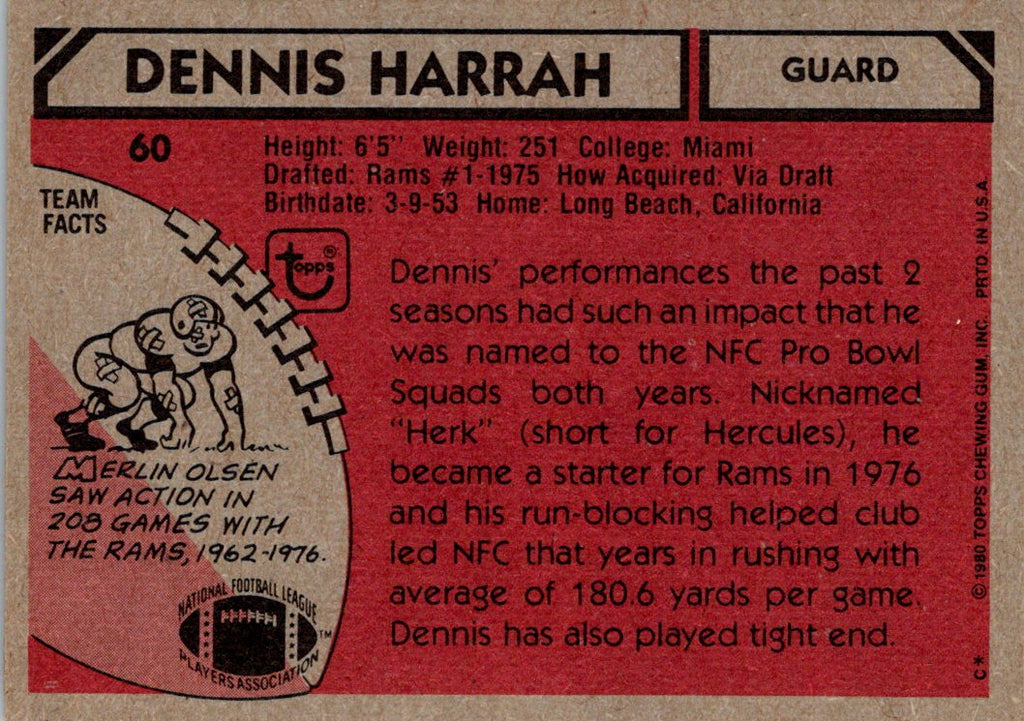 DENNIS HARRAH
GUARD
60
Height: 6'5" Weight: 251 College: Miami
Drafted: Rams #1-1975 How Acquired: Via Draft
Birthdate: 3-9-53 Home: Long Beach, California
TEAM
FACTS
topps®
Dennis' performances the past 2
seasons had such an impact that he
was named to the NFC Pro Bowl
Squads both years. Nicknamed
"Herk" (short for Hercules), he
became a starter for Rams in 1976
and his run-blocking helped club
led NFC that years in rushing with
average of 180.6 yards per game.
Dennis has also played tight end.
MERLIN OLSEN
SAW ACTION IN
208 GAMES WITH
THE RAMS, 1962-1976.
NATIONAL FOOTBALL LEAGUE
PLAYERS ASSOCIATION
TM
C* ©1980 TOPPS CHEWING GUM, INC. PRTD IN U.S.A.